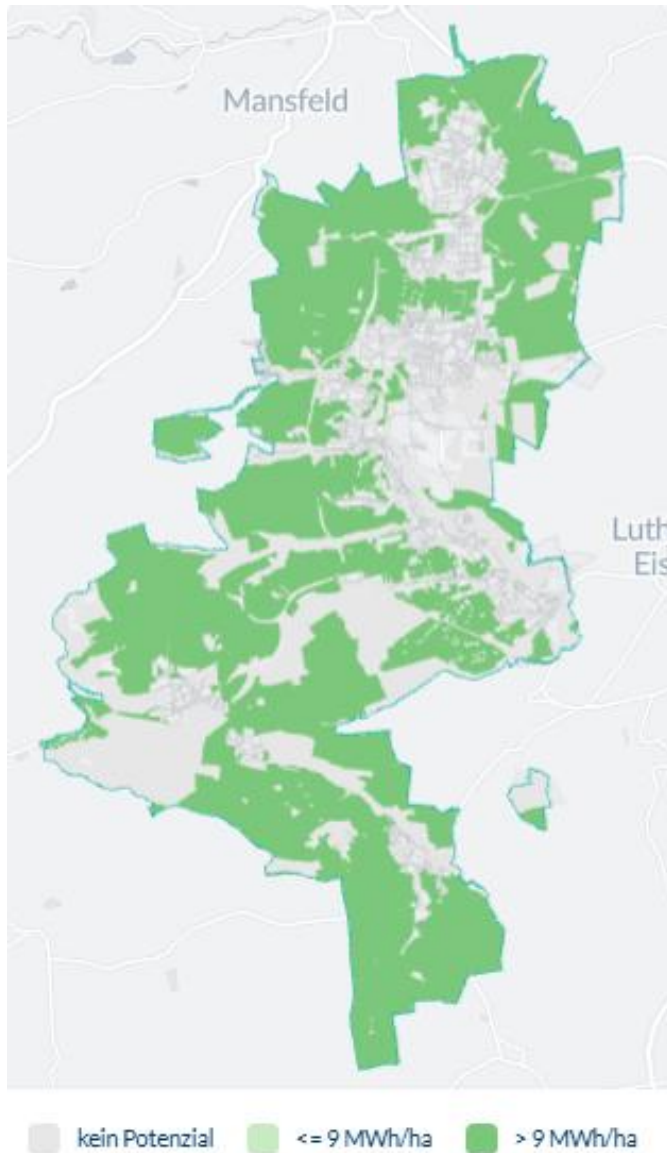 Mansfeld
Luth
Eis
kein Potenzial
<= 9 MWh/ha
> 9 MWh/ha